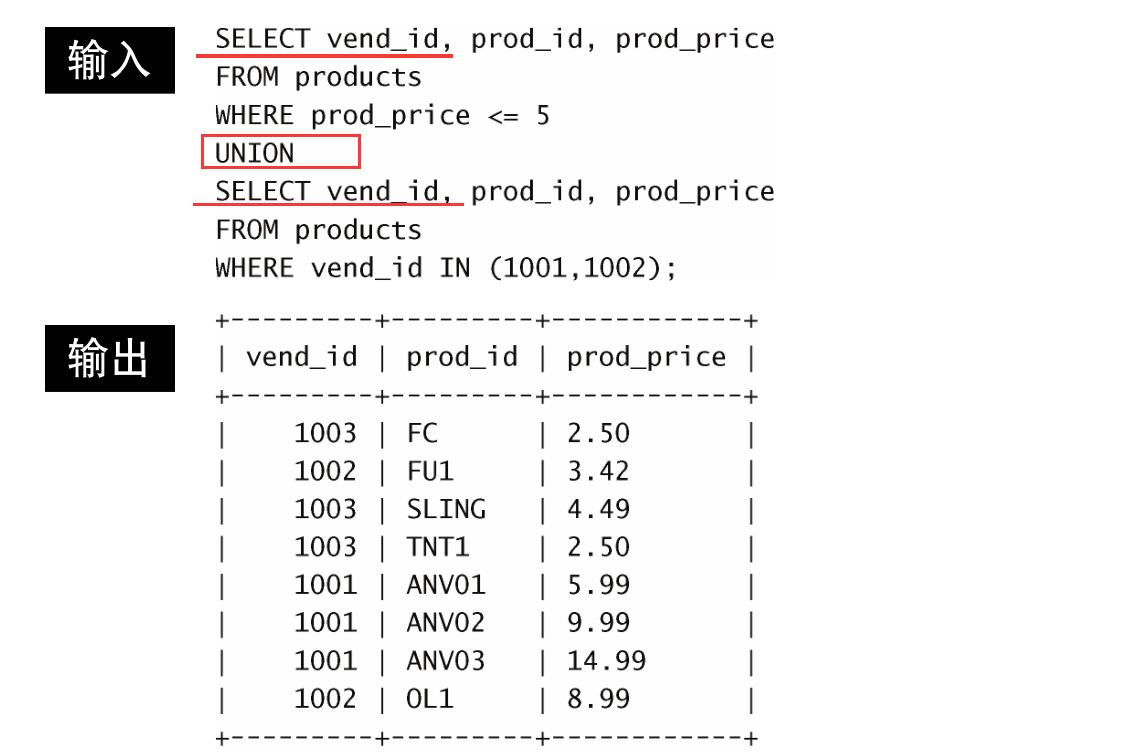 输入
SELECT vend_id, prod_id, prod_price
FROM products
WHERE prod_price <= 5
UNION
SELECT vend_id, prod_id, prod_price
FROM products
WHERE vend_id IN (1001,1002);
输出
+---------+---------+------------+
| vend_id | prod_id | prod_price |
+---------+---------+------------+
|    1003 | FC      | 2.50       |
|    1002 | FU1     | 3.42       |
|    1003 | SLING   | 4.49       |
|    1003 | TNT1    | 2.50       |
|    1001 | ANV01   | 5.99       |
|    1001 | ANV02   | 9.99       |
|    1001 | ANV03   | 14.99      |
|    1002 | OL1     | 8.99       |
+---------+---------+------------+